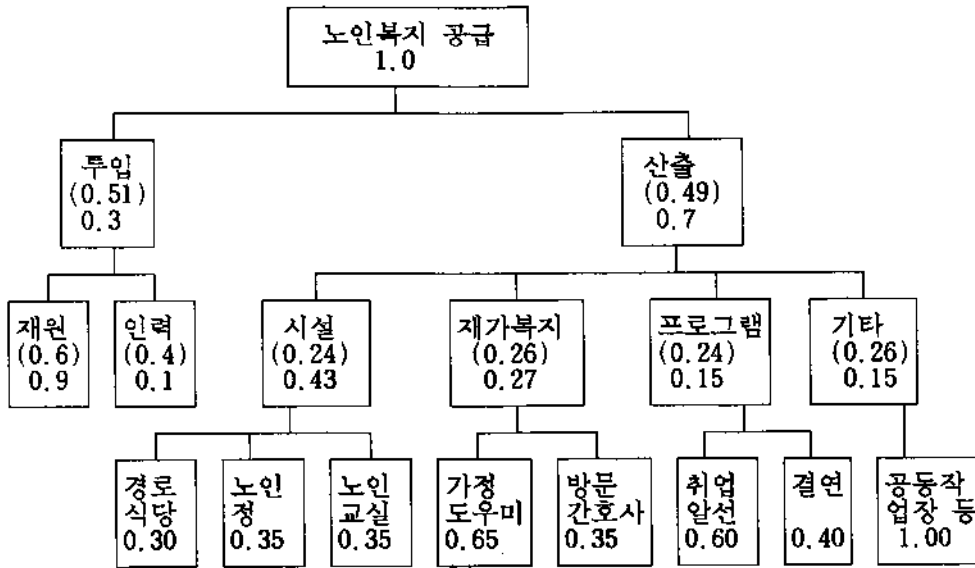 노인복지 공급
1.0
투입
(0.51)
0.3
산출
(0.49)
0.7
재원
(0.6)
0.9
인력
(0.4)
0.1
시설
(0.24)
0.43
재가복지
(0.26)
0.27
프로그램
(0.24)
0.15
기타
(0.26)
0.15
경로
식당
0.30
노인
정
0.35
노인
교실
0.35
가정
도우미
0.65
방문
간호사
0.35
취업
알선
0.60
결연
0.40
공동작
업장 등
1.00